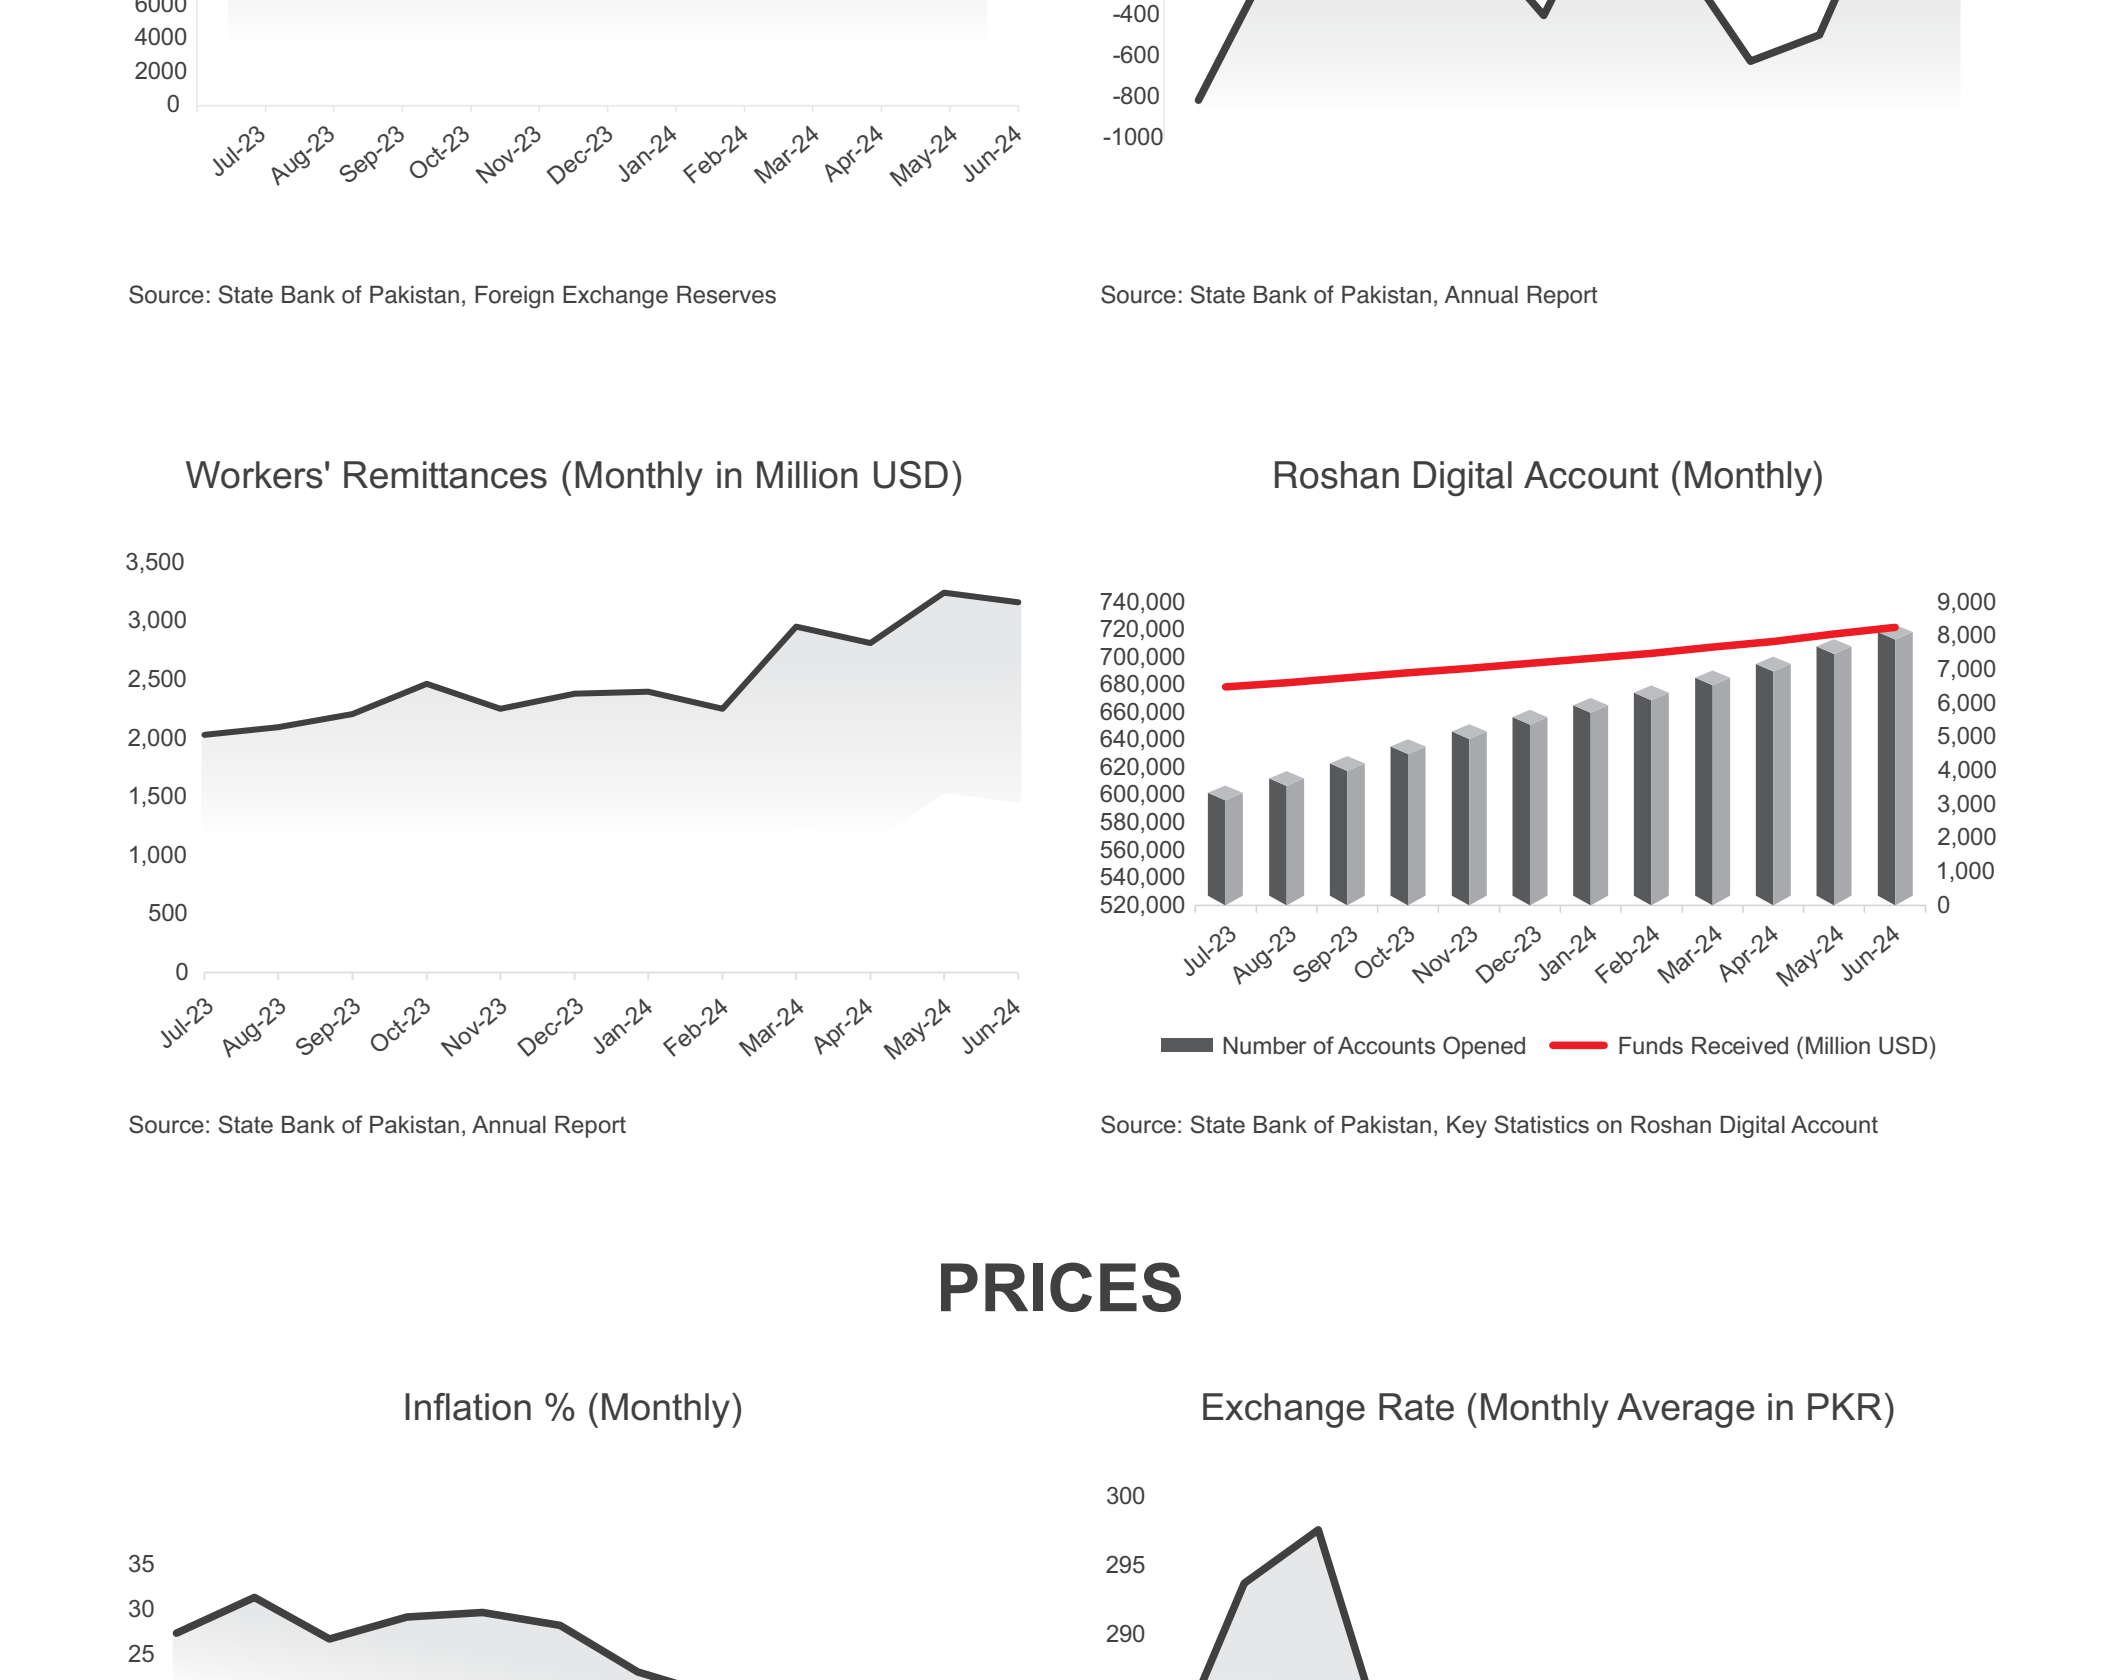 6000
4000
2000
0
Jul-23 Aug-23 Sep-23 Oct-23 Nov-23 Dec-23 Jan-24 Feb-24 Mar-24 Apr-24 May-24 Jun-24
Source: State Bank of Pakistan, Foreign Exchange Reserves
-400
-600
-800
-1000
Source: State Bank of Pakistan, Annual Report
Workers' Remittances (Monthly in Million USD)
3,500
3,000
2,500
2,000
1,500
1,000
500
0
Jul-23 Aug-23 Sep-23 Oct-23 Nov-23 Dec-23 Jan-24 Feb-24 Mar-24 Apr-24 May-24 Jun-24
Source: State Bank of Pakistan, Annual Report
Roshan Digital Account (Monthly)
740,000 9,000
720,000 8,000
700,000 7,000
680,000 6,000
660,000 5,000
640,000 4,000
620,000 3,000
600,000 2,000
580,000 1,000
560,000 0
540,000
520,000
Jul-23 Aug-23 Sep-23 Oct-23 Nov-23 Dec-23 Jan-24 Feb-24 Mar-24 Apr-24 May-24 Jun-24
Number of Accounts Opened Funds Received (Million USD)
Source: State Bank of Pakistan, Key Statistics on Roshan Digital Account
PRICES
Inflation % (Monthly)
35
30
25
Exchange Rate (Monthly Average in PKR)
300
295
290